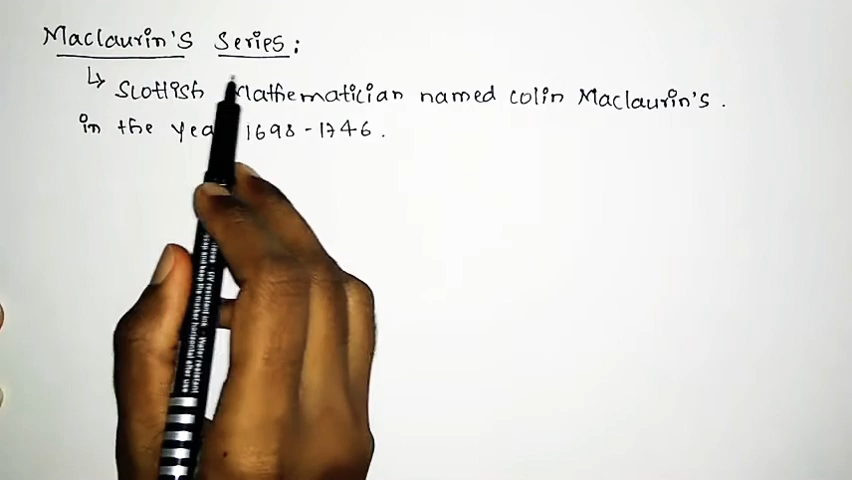 Maclaurin's Series:
↳ Scottish Mathematician named colin Maclaurin's.
in the year 1698-1746.